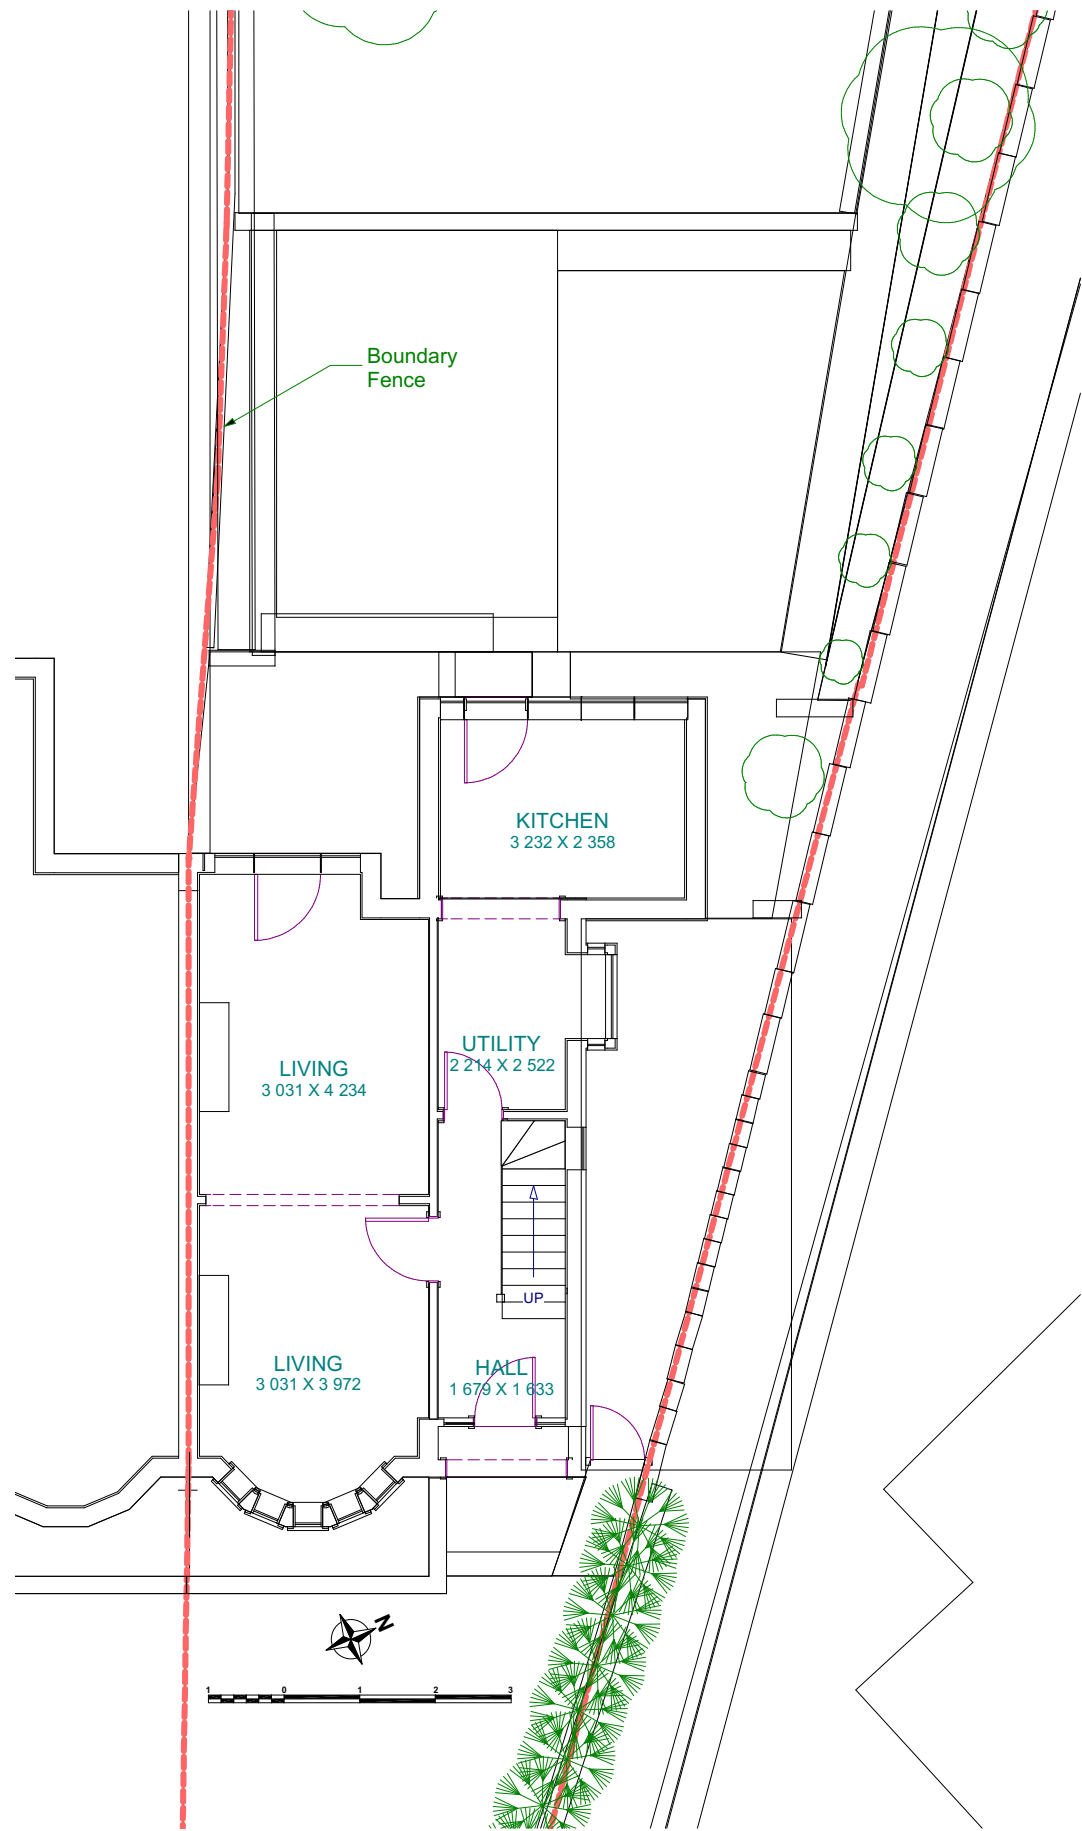 Boundary
Fence
KITCHEN
3 232 X 2 358
UTILITY
2 214 X 2 522
LIVING
3 031 X 4 234
UP
LIVING
3 031 X 3 972
HALL
1 679 X 1 633
N
1 0 1 2 3